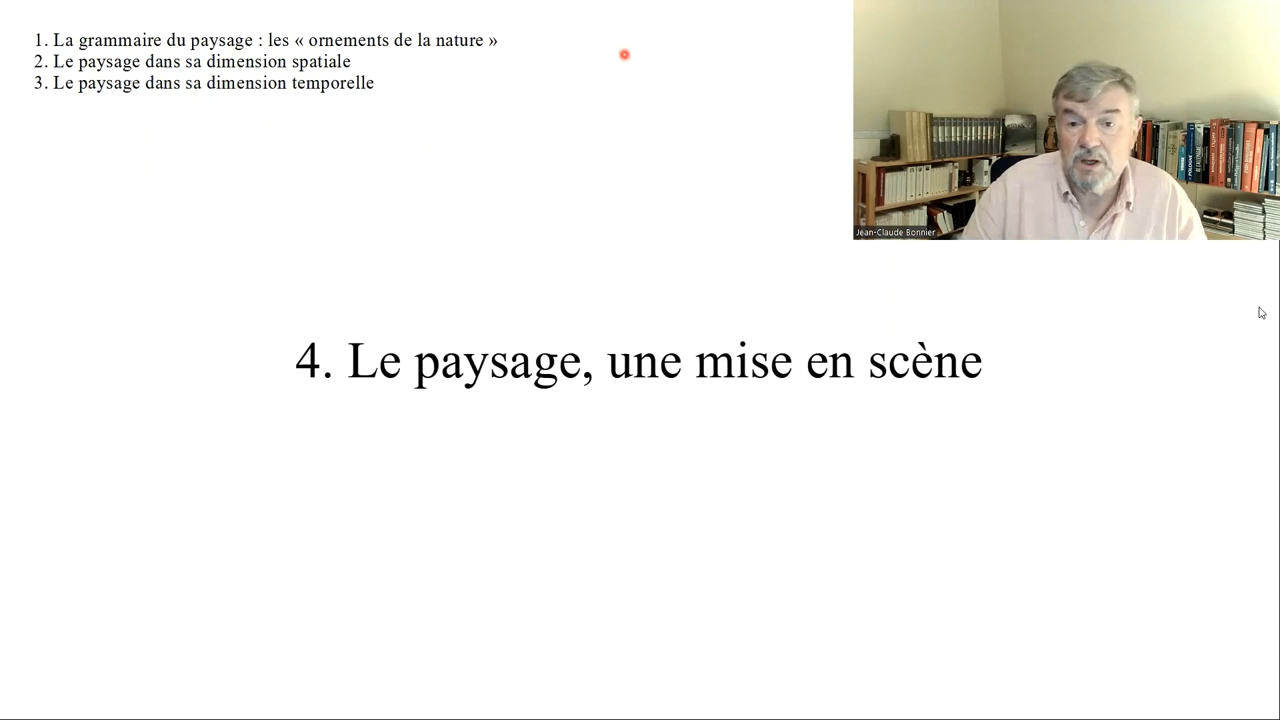 1. La grammaire du paysage : les « ornements de la nature »
2. Le paysage dans sa dimension spatiale
3. Le paysage dans sa dimension temporelle
Jean-Claude Bonnier
4. Le paysage, une mise en scène